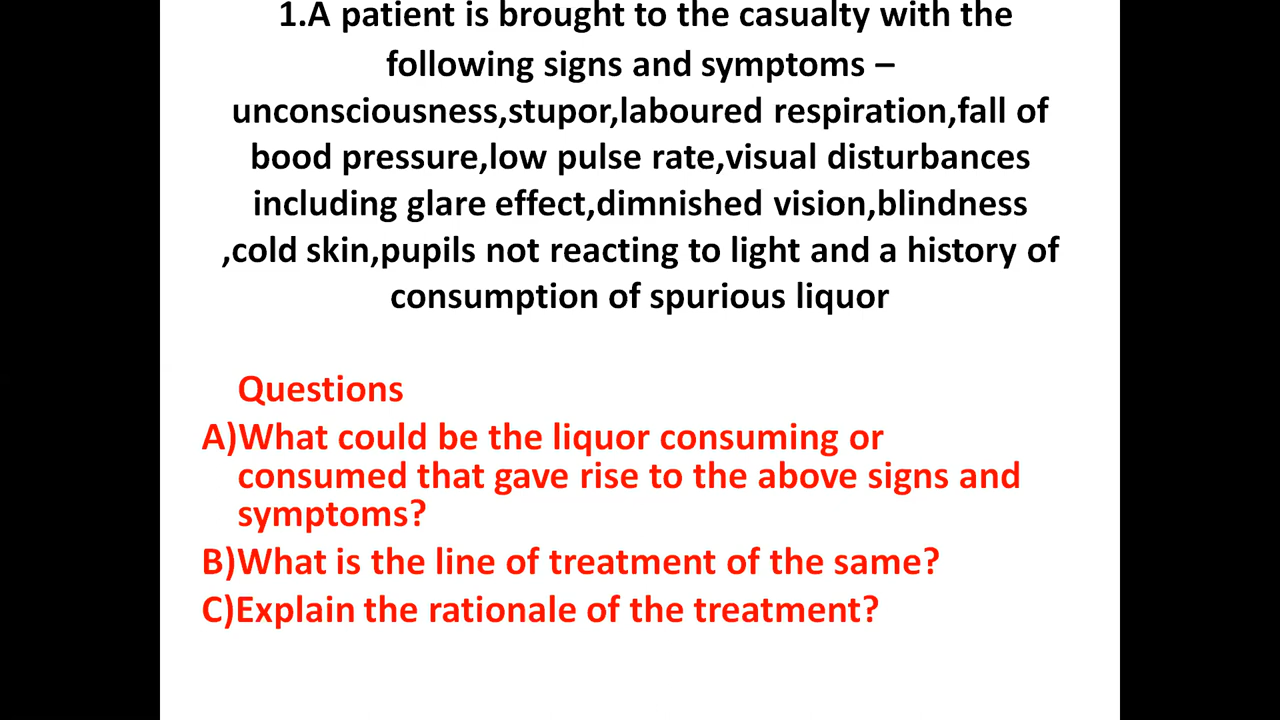 1.A patient is brought to the casualty with the
following signs and symptoms –
unconsciousness,stupor,laboured respiration,fall of
bood pressure,low pulse rate,visual disturbances
including glare effect,dimnished vision,blindness
,cold skin,pupils not reacting to light and a history of
consumption of spurious liquor
Questions
A)What could be the liquor consuming or
consumed that gave rise to the above signs and
symptoms?
B)What is the line of treatment of the same?
C)Explain the rationale of the treatment?